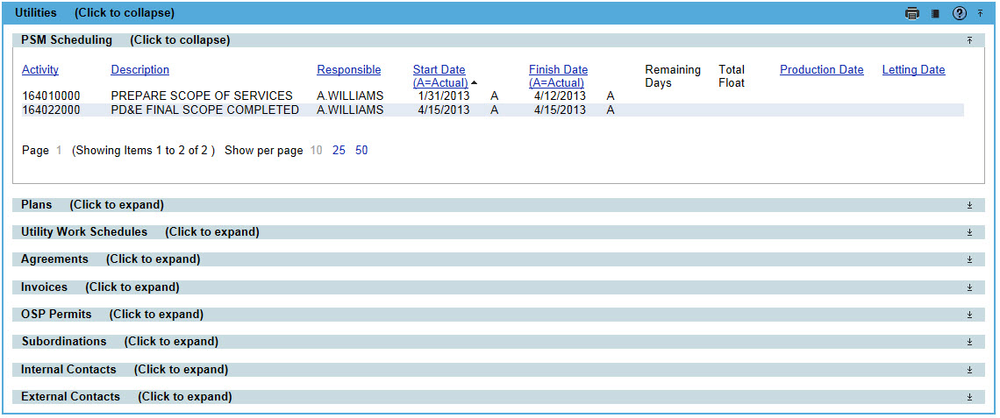 Utilities (Click to collapse)
PSM Scheduling (Click to collapse)
Activity Description Responsible Start Date (A=Actual) Finish Date (A=Actual) Remaining Days Total Float Production Date Letting Date
164010000 PREPARE SCOPE OF SERVICES A.WILLIAMS 1/31/2013 A 4/12/2013 A
164022000 PD&E FINAL SCOPE COMPLETED A.WILLIAMS 4/15/2013 A 4/15/2013 A
Page 1 (Showing Items 1 to 2 of 2 ) Show per page 10 25 50
Plans (Click to expand)
Utility Work Schedules (Click to expand)
Agreements (Click to expand)
Invoices (Click to expand)
OSP Permits (Click to expand)
Subordinations (Click to expand)
Internal Contacts (Click to expand)
External Contacts (Click to expand)